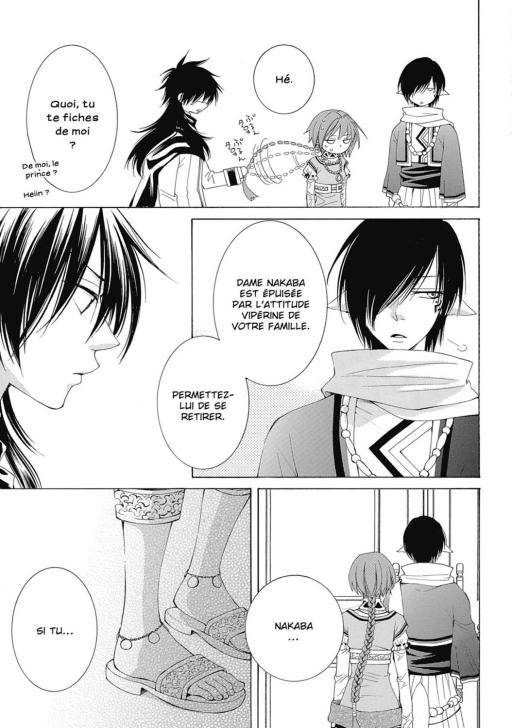 Hé.
Quoi, tu
te fiches
de moi
?
De moi, le
prince ?
Helin ?
DAME NAKABA
EST ÉPUISÉE
PAR L'ATTITUDE
VIPÉRINE DE
VOTRE FAMILLE.
PERMETTEZ-
LUI DE SE
RETIRER.
NAKABA
...
SI TU...